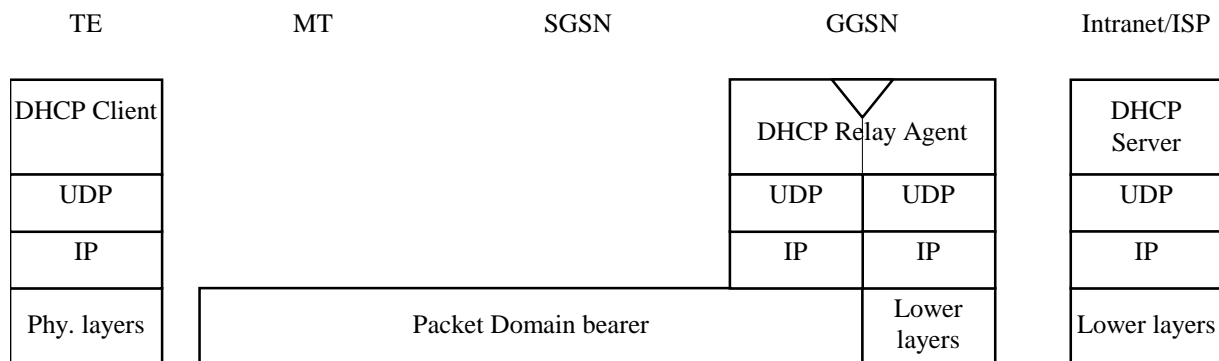 TE MT SGSN GGSN Intranet/ISP
DHCP Client
DHCP Relay Agent
DHCP
Server
UDP UDP UDP UDP
IP IP IP IP
Phy. layers Packet Domain bearer Lower
layers Lower layers